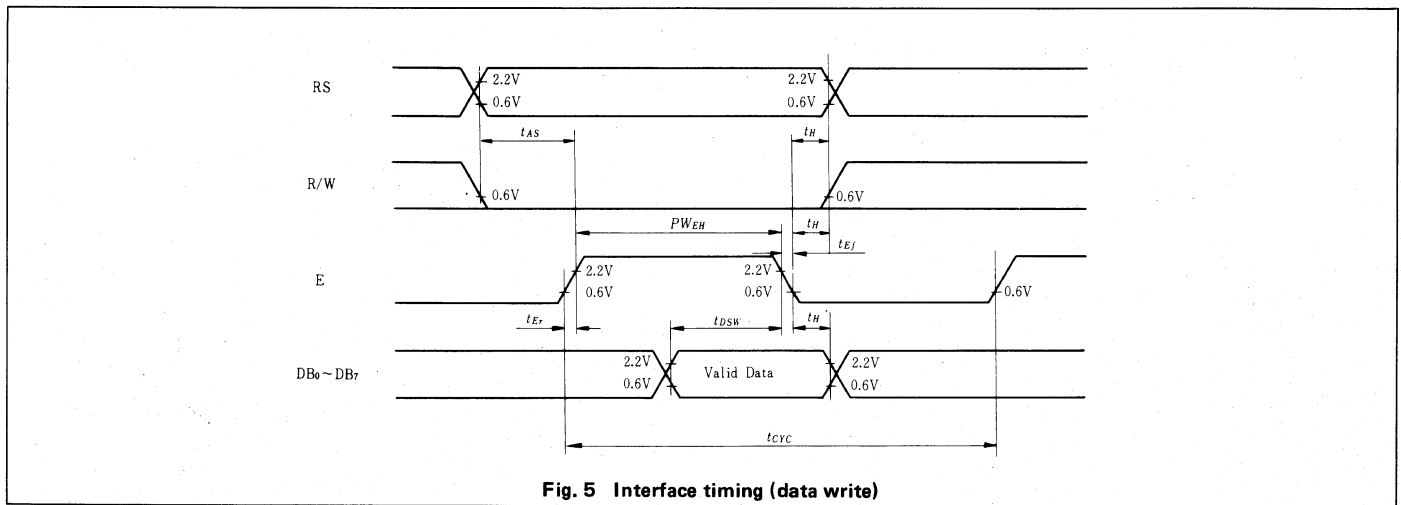 RS
2.2V
2.2V
0.6V
0.6V
tAS
tH
R/W
0.6V
0.6V
PWEH
tH
tEf
E
2.2V
2.2V
0.6V
0.6V
0.6V
tEr
tDSW
tH
DB0~DB7
2.2V
Valid Data
2.2V
0.6V
0.6V
tCYC
Fig. 5 Interface timing (data write)